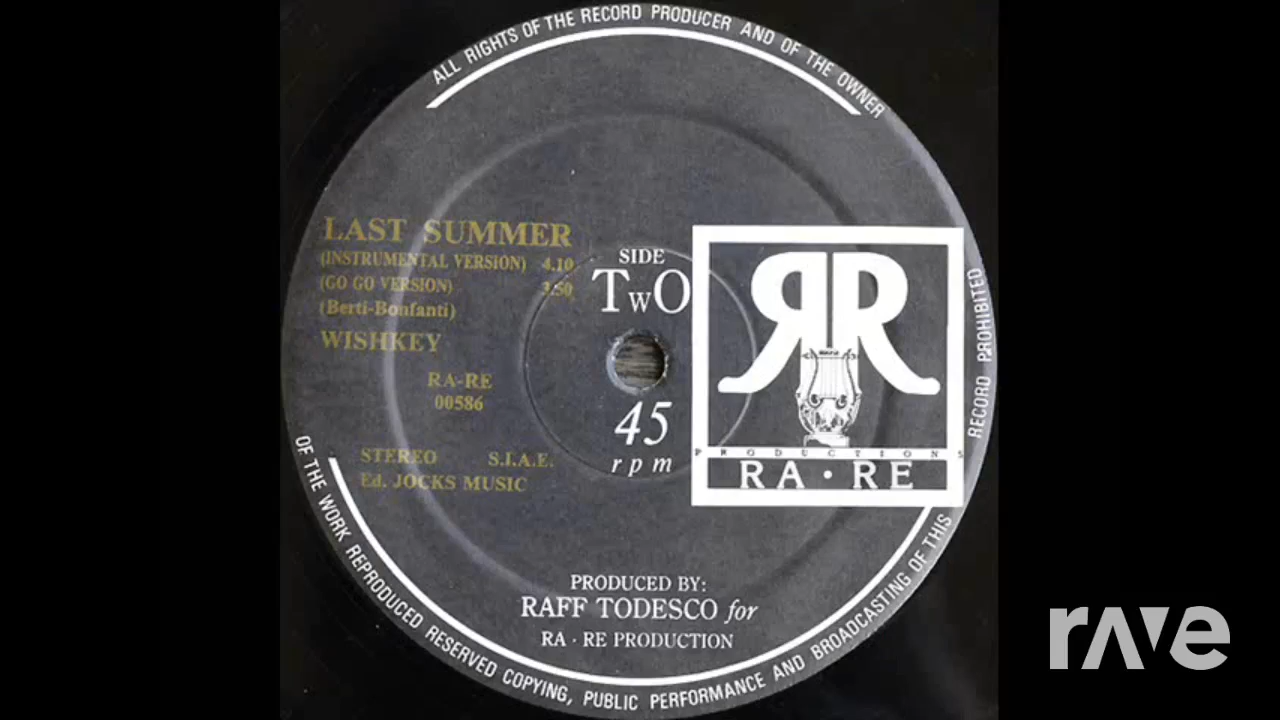 ALL RIGHTS OF THE RECORD PRODUCER AND OF THE OWNER
LAST SUMMER
(INSTRUMENTAL VERSION) 4.10
(GO GO VERSION) 3.50
(Berti-Bonfanti)
WISHKEY
RA-RE
00586
STEREO S.I.A.E.
Ed. JOCKS MUSIC
SIDE
TwO
45
rpm
RR
PRODUCTIONS
RA·RE
PRODUCED BY:
RAFF TODESCO for
RA·RE PRODUCTION
OF THE WORK REPRODUCED RESERVED COPYING, PUBLIC PERFORMANCE AND BROADCASTING OF THIS
RECORD PROHIBITED
rave